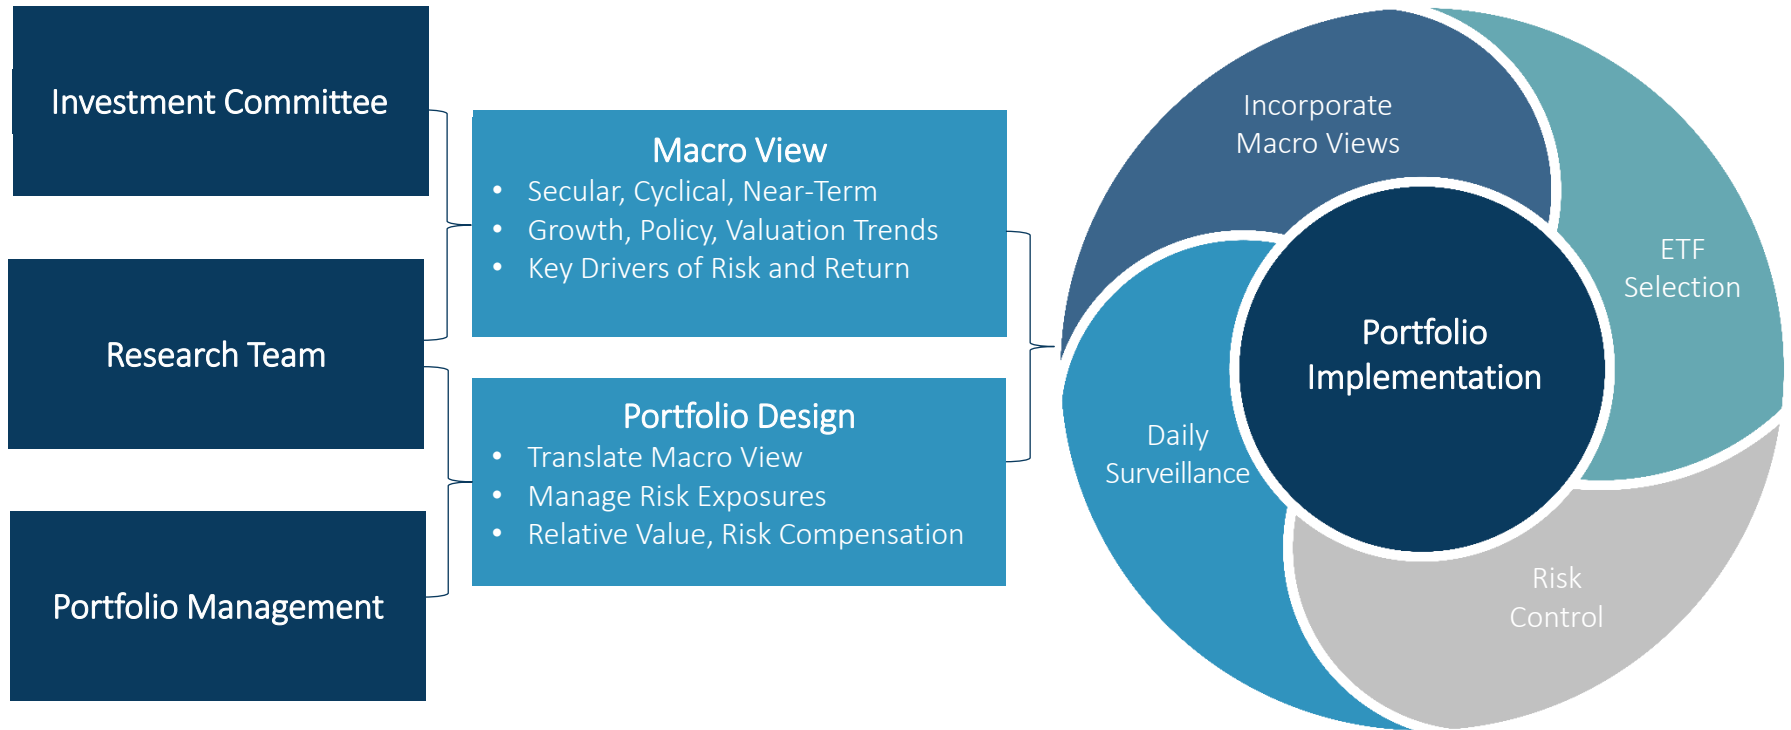 Investment Committee
Research Team
Portfolio Management
Macro View
• Secular, Cyclical, Near-Term
• Growth, Policy, Valuation Trends
• Key Drivers of Risk and Return
Portfolio Design
• Translate Macro View
• Manage Risk Exposures
• Relative Value, Risk Compensation
Incorporate
Macro Views
ETF
Selection
Portfolio
Implementation
Daily
Surveillance
Risk
Control